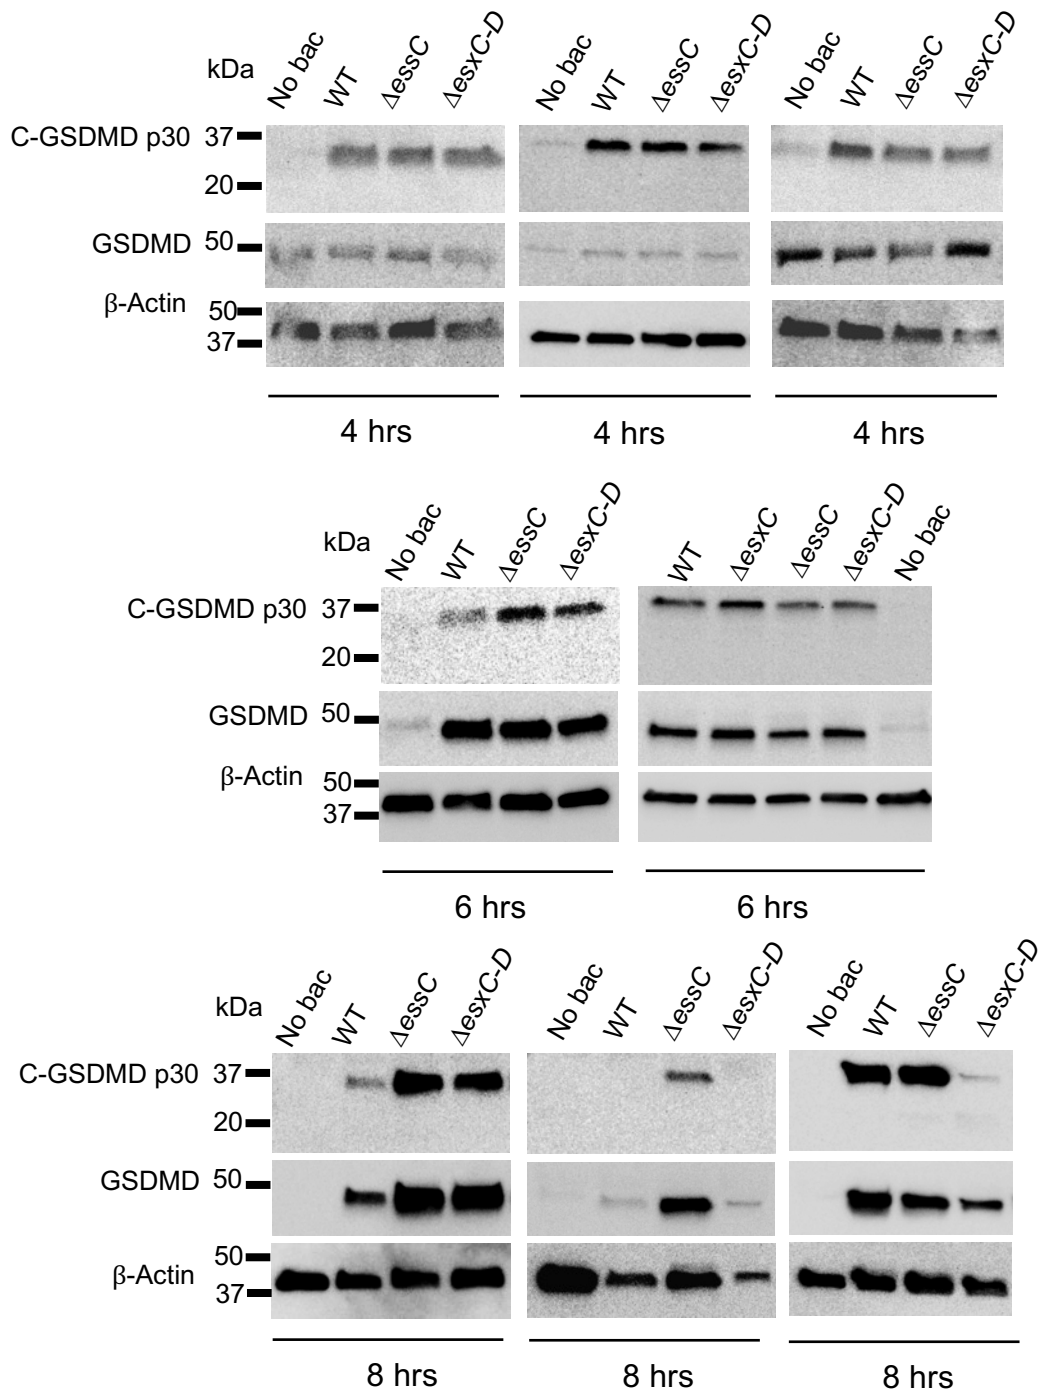 kDa No bac WT ΔessC ΔesxC-D No bac WT ΔessC ΔesxC-D No bac WT ΔessC ΔesxC-D
C-GSDMD p30 37
20
GSDMD 50
β-Actin
50
37
4 hrs 4 hrs 4 hrs
kDa No bac WT ΔessC ΔesxC-D WT ΔesxC ΔessC ΔesxC-D No bac
C-GSDMD p30 37
20
GSDMD 50
β-Actin 50
37
6 hrs 6 hrs
kDa No bac WT ΔessC ΔesxC-D No bac WT ΔessC ΔesxC-D No bac WT ΔessC ΔesxC-D
C-GSDMD p30 37
20
GSDMD 50
50
β-Actin
37
8 hrs 8 hrs 8 hrs